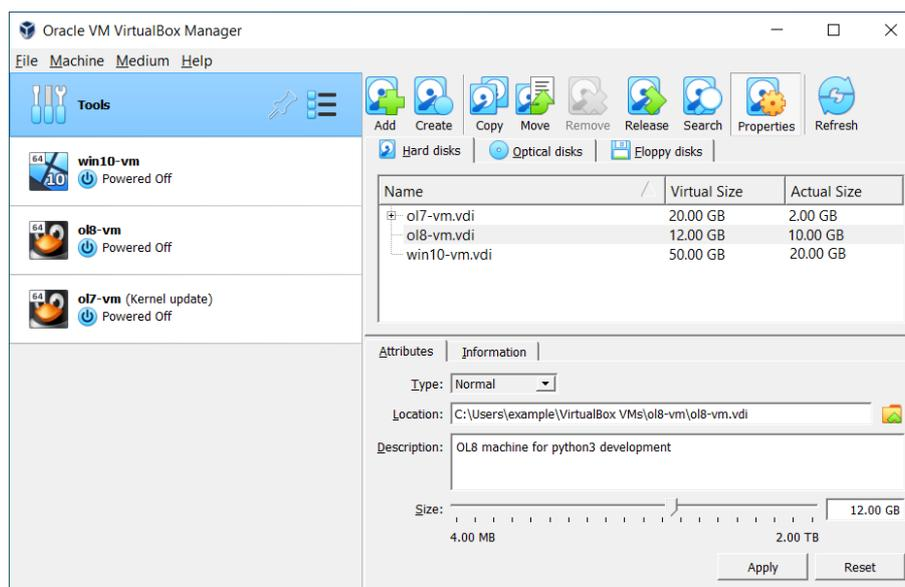 Oracle VM VirtualBox Manager
File Machine Medium Help
Tools
Add Create Copy Move Remove Release Search Properties Refresh
Hard disks Optical disks Floppy disks
64 10 win10-vm
Powered Off
64 ol8-vm
Powered Off
64 ol7-vm (Kernel update)
Powered Off
Name Virtual Size Actual Size
ol7-vm.vdi 20.00 GB 2.00 GB
ol8-vm.vdi 12.00 GB 10.00 GB
win10-vm.vdi 50.00 GB 20.00 GB
Attributes Information
Type: Normal
Location: C:\Users\example\VirtualBox VMs\ol8-vm\ol8-vm.vdi
Description: OL8 machine for python3 development
Size: 12.00 GB
4.00 MB 2.00 TB
Apply Reset